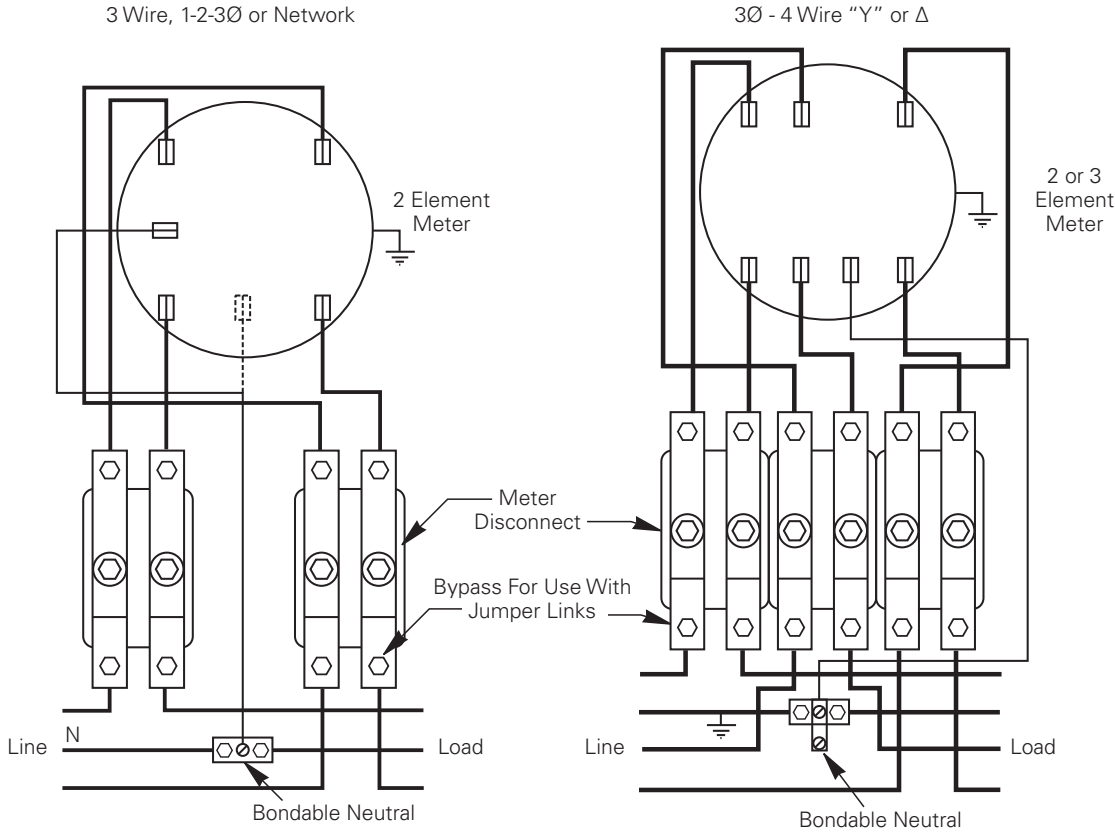 3 Wire, 1-2-3Ø or Network
3Ø - 4 Wire “Y” or Δ
2 Element
Meter
2 or 3
Element
Meter
Meter
Disconnect
Bypass For Use With
Jumper Links
N
Line
Load
Bondable Neutral
Line
Load
Bondable Neutral